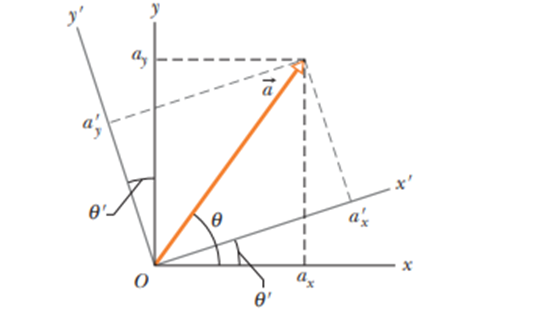 y'
y
a_y
a⃗
a'_y
x'
θ'
θ
a'_x
x
O
a_x
θ'